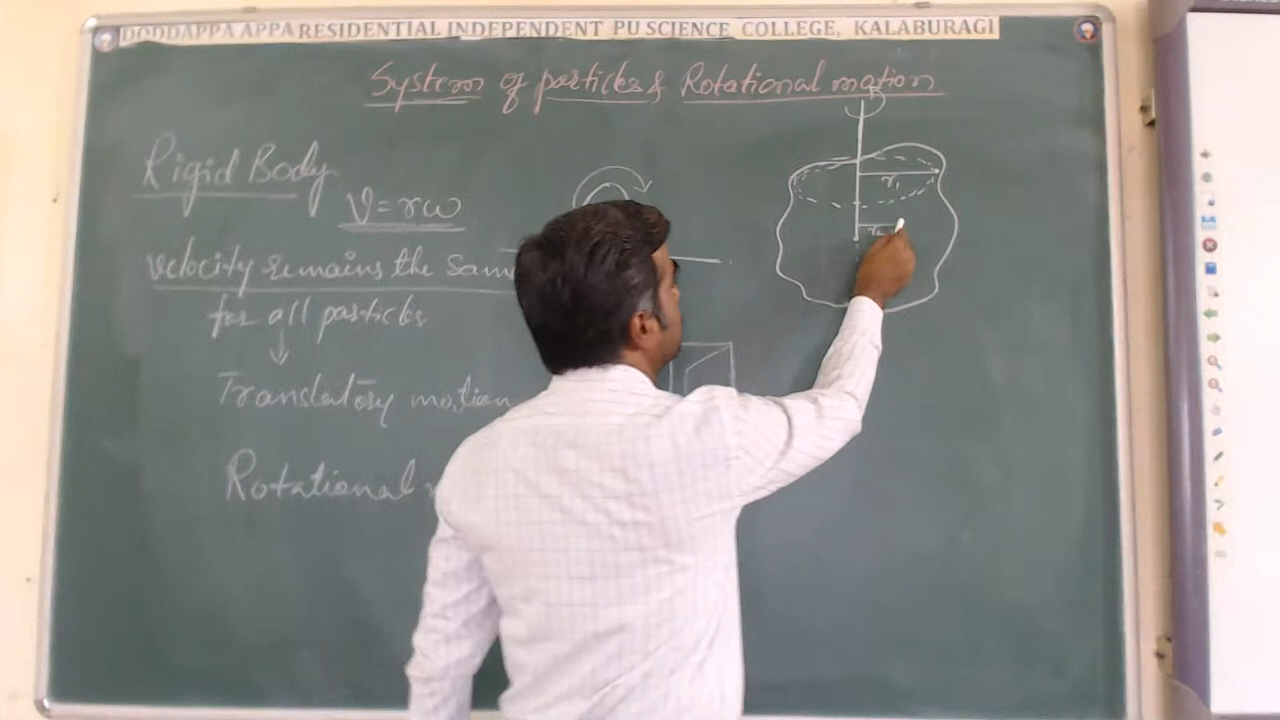 DODDAPPA APPA RESIDENTIAL INDEPENDENT PU SCIENCE COLLEGE, KALABURAGI
System of particles & Rotational motion
Rigid Body
V = rω
velocity remains the same
for all particles
↓
Translatory motion
Rotational
r₁
r₂